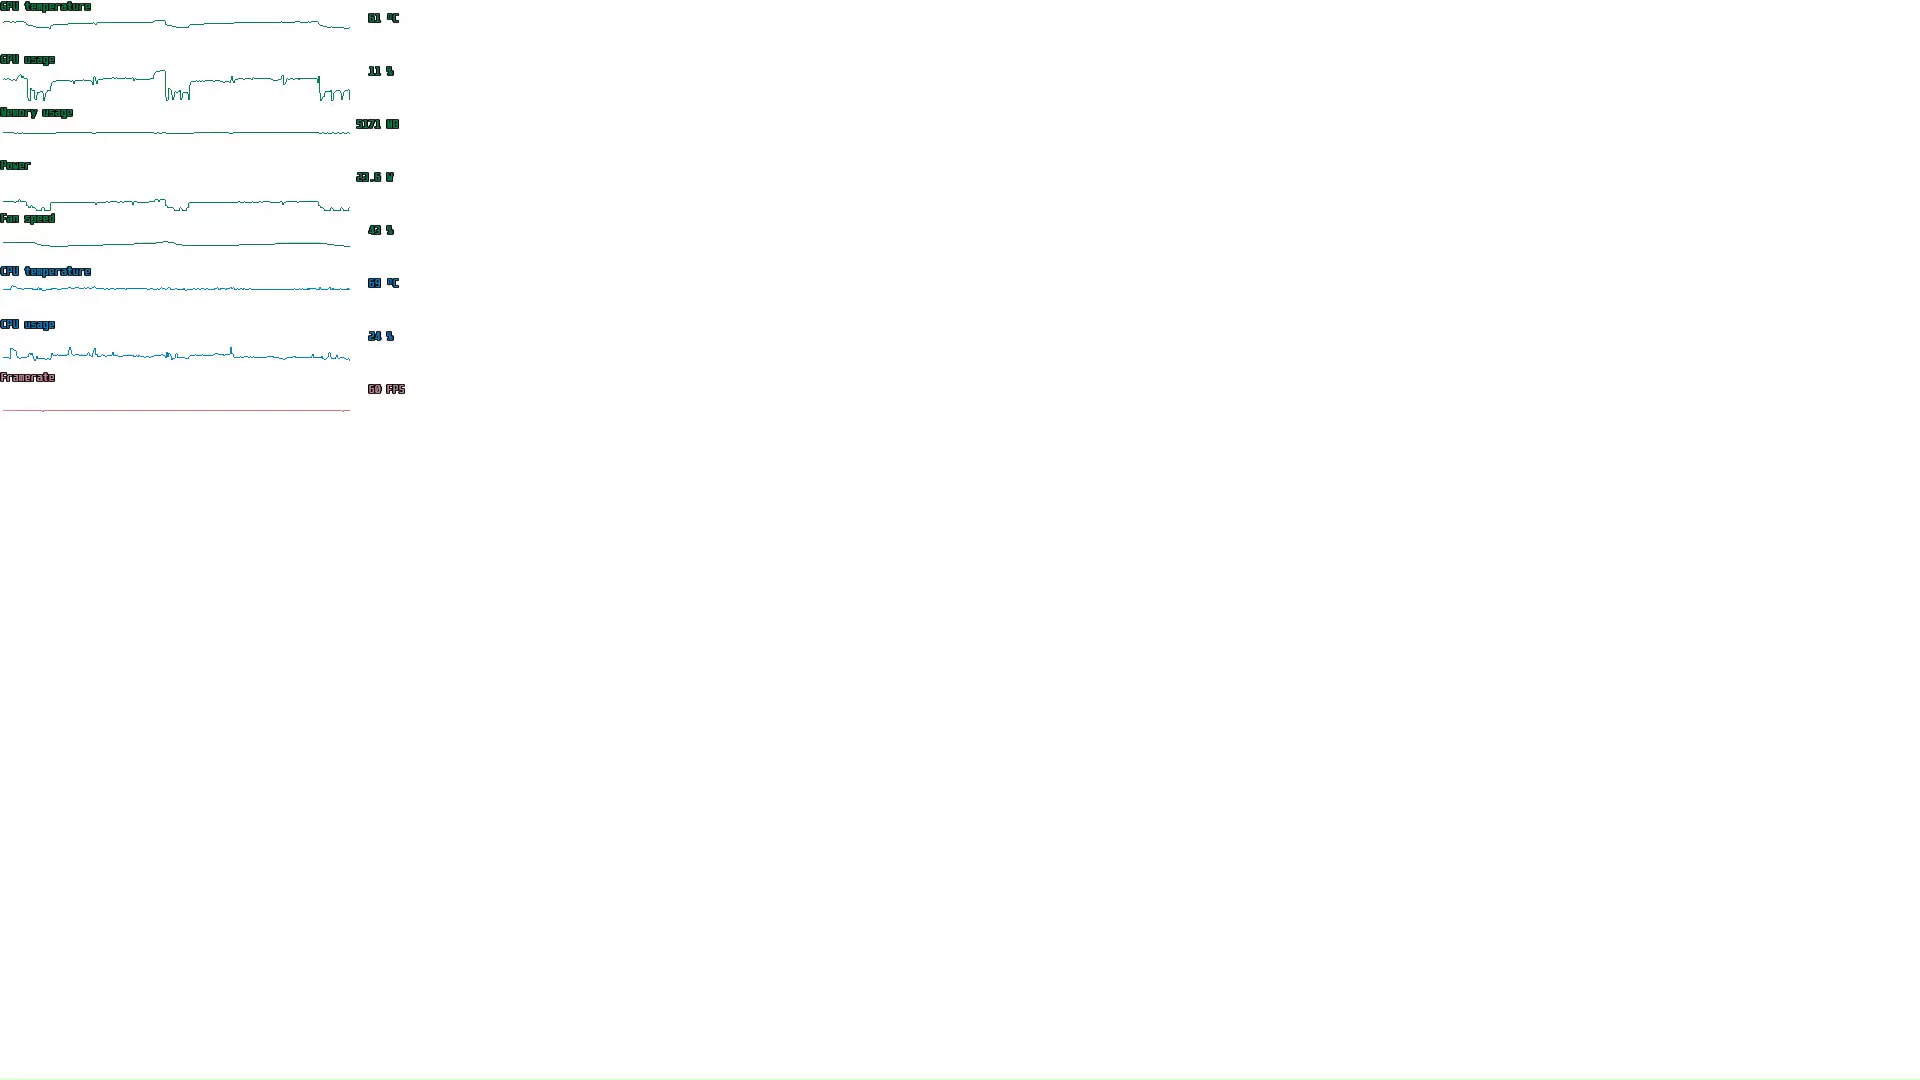 GPU temperature
61 °C
GPU usage
11 %
Memory usage
5171 MB
Power
23.6 W
Fan speed
43 %
CPU temperature
69 °C
CPU usage
24 %
Framerate
60 FPS